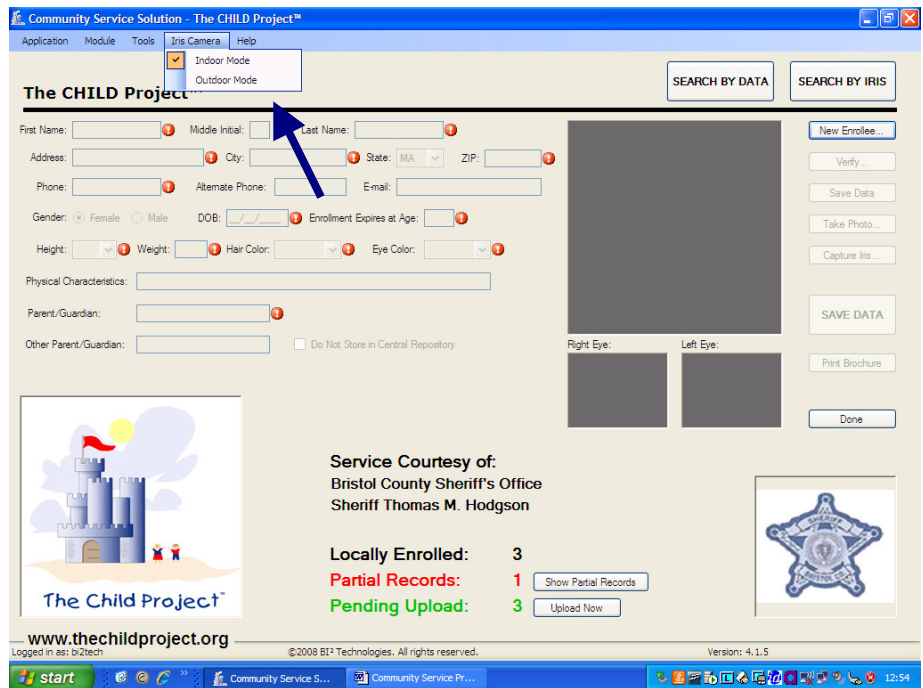 Community Service Solution - The CHILD Project™
Application Module Tools Iris Camera Help
Indoor Mode
Outdoor Mode
The CHILD Project™
SEARCH BY DATA SEARCH BY IRIS
First Name: Middle Initial: Last Name: New Enrollee...
Address: City: State: MA ZIP: Verify...
Phone: Alternate Phone: E-mail: Save Data
Gender: Female Male DOB: __/__/____ Enrollment Expires at Age: Take Photo...
Height: Weight: Hair Color: Eye Color: Capture Iris...
Physical Characteristics:
Parent/Guardian: SAVE DATA
Other Parent/Guardian: Do Not Store in Central Repository Right Eye: Left Eye:
Print Brochure
Done
Service Courtesy of:
Bristol County Sheriff's Office
Sheriff Thomas M. Hodgson
SHERIFF
BRISTOL CO.
Locally Enrolled: 3
Partial Records: 1 Show Partial Records
Pending Upload: 3 Upload Now
The Child Project™
www.thechildproject.org
Logged in as: bi2tech ©2008 BI² Technologies. All rights reserved. Version: 4.1.5
start Community Service S... Community Service Pr... 12:54